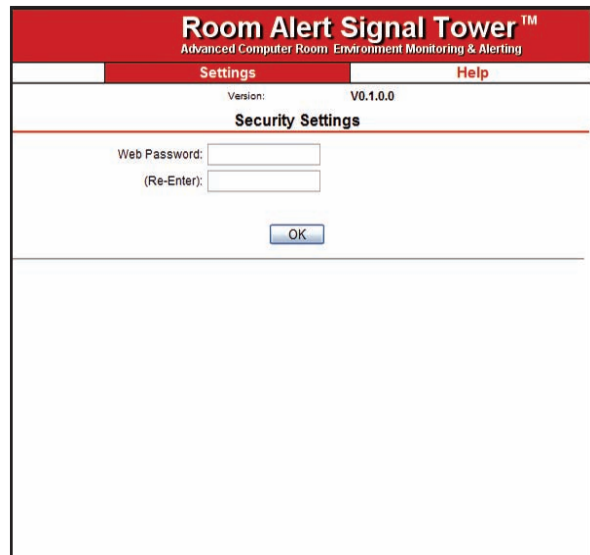 Room Alert Signal Tower™
Advanced Computer Room Environment Monitoring & Alerting
Settings Help
Version: V0.1.0.0
Security Settings
Web Password:
(Re-Enter):
OK